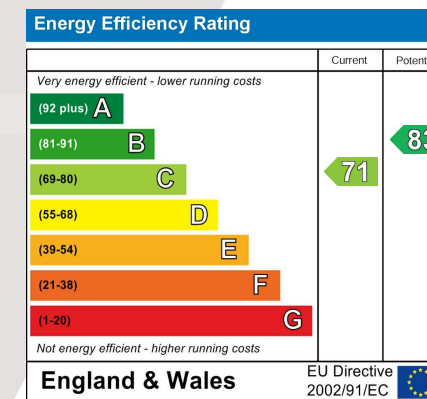 Energy Efficiency Rating
Current Potent
Very energy efficient - lower running costs
(92 plus) A
(81-91) B
83
(69-80) C
71
(55-68) D
(39-54) E
(21-38) F
(1-20) G
Not energy efficient - higher running costs
England & Wales
EU Directive
2002/91/EC